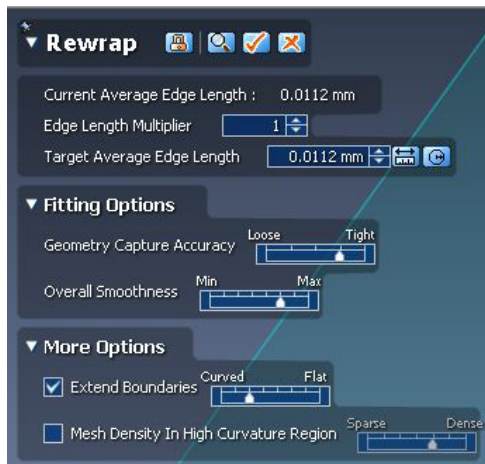 Rewrap
Current Average Edge Length : 0.0112 mm
Edge Length Multiplier 1
Target Average Edge Length 0.0112 mm
Fitting Options
Loose Tight
Geometry Capture Accuracy
Min Max
Overall Smoothness
More Options
Curved Flat
Extend Boundaries
Sparse Dense
Mesh Density In High Curvature Region